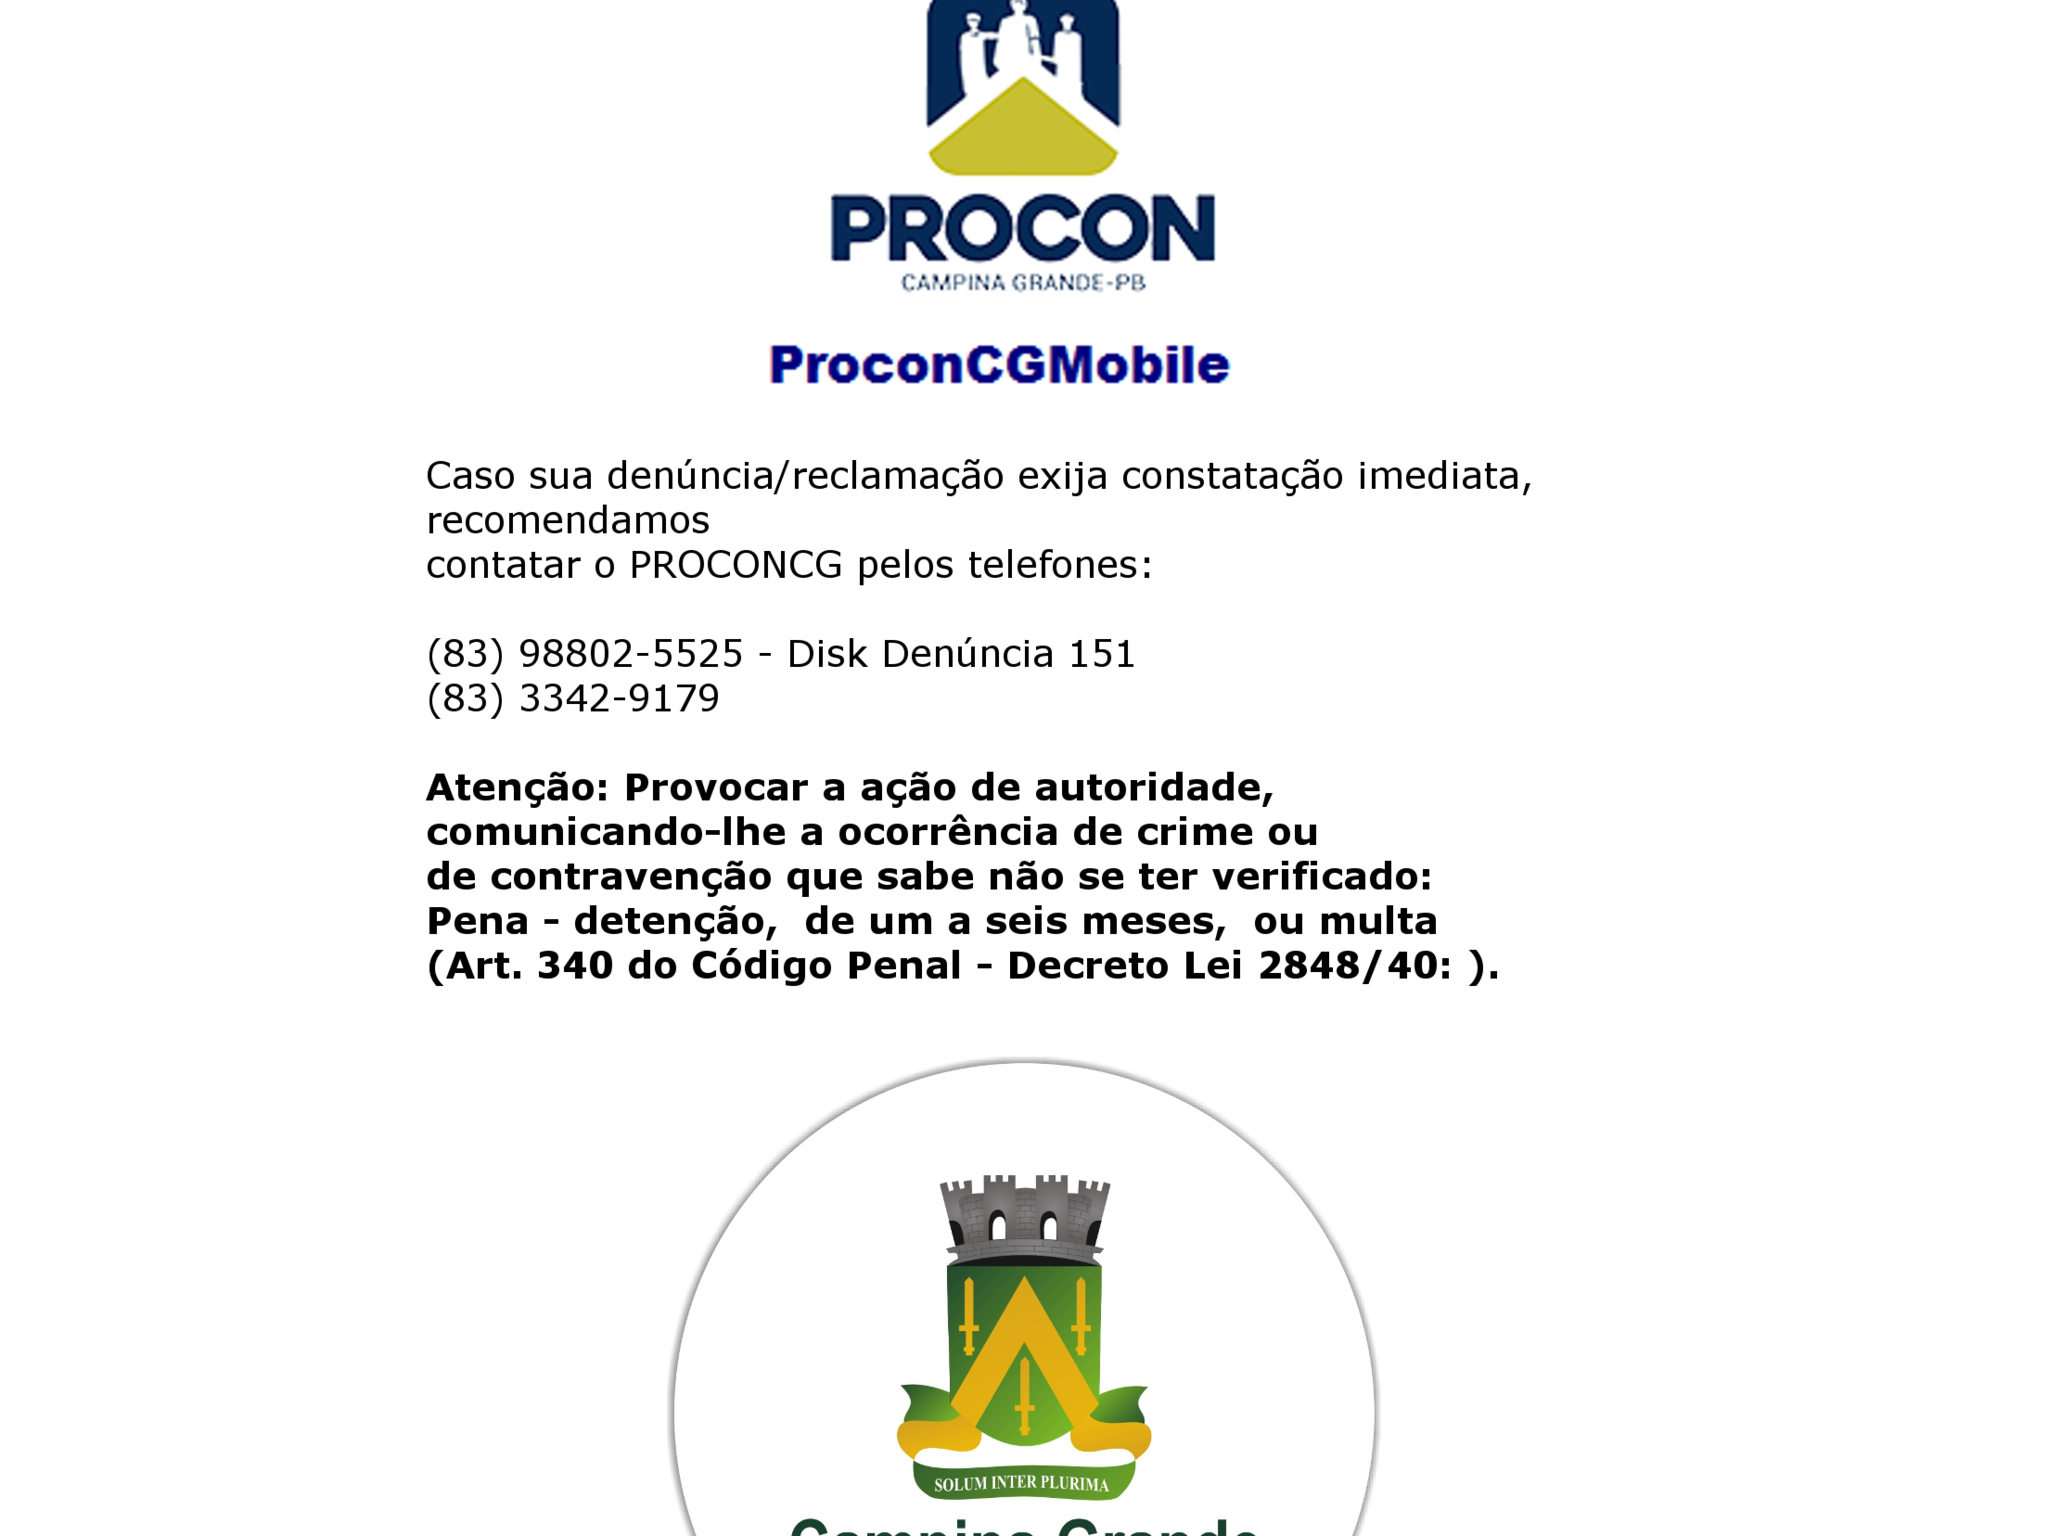 PROCON
CAMPINA GRANDE-PB
ProconCGMobile
Caso sua denúncia/reclamação exija constatação imediata,
recomendamos
contatar o PROCONCG pelos telefones:
(83) 98802-5525 - Disk Denúncia 151
(83) 3342-9179
Atenção: Provocar a ação de autoridade,
comunicando-lhe a ocorrência de crime ou
de contravenção que sabe não se ter verificado:
Pena - detenção,  de um a seis meses,  ou multa
(Art. 340 do Código Penal - Decreto Lei 2848/40: ).
SOLUM INTER PLURIMA
Campina Grande